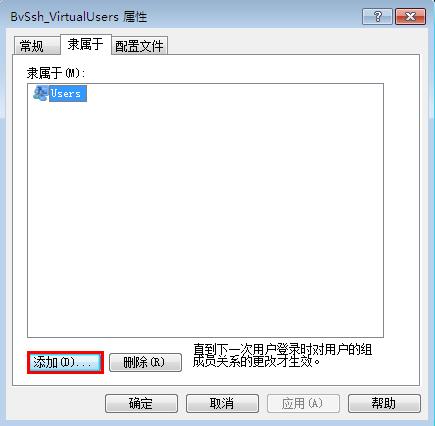 BvSsh_VirtualUsers 属性
常规 隶属于 配置文件
隶属于(M):
Users
添加(D)... 删除(R) 直到下一次用户登录时对用户的组
成员关系的更改才生效。
确定 取消 应用(A) 帮助